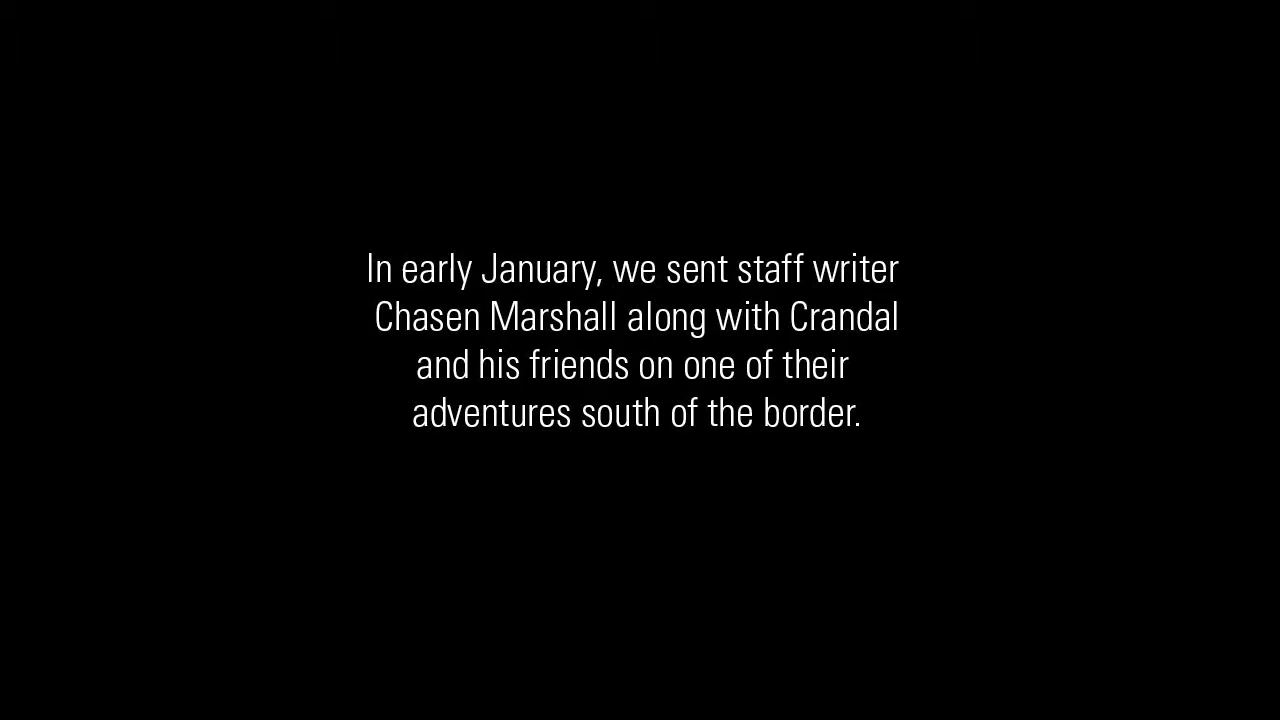 In early January, we sent staff writer
Chasen Marshall along with Crandal
and his friends on one of their
adventures south of the border.